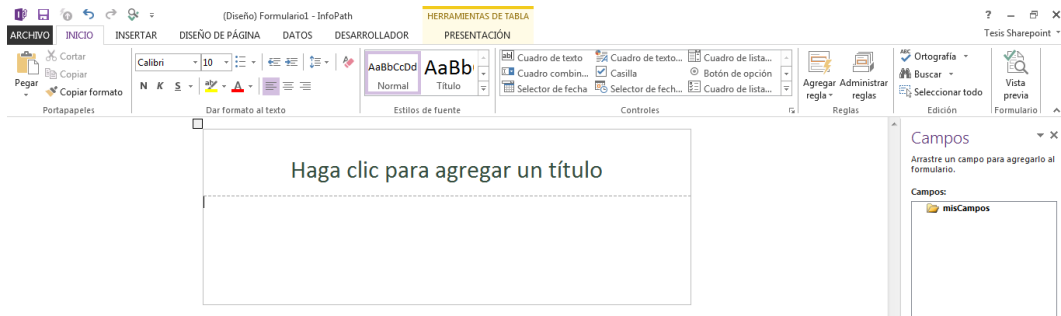 (Diseño) Formulario1 - InfoPath
HERRAMIENTAS DE TABLA
?
ARCHIVO INICIO INSERTAR DISEÑO DE PÁGINA DATOS DESARROLLADOR PRESENTACIÓN
Tesis Sharepoint
Pegar
Cortar
Copiar
Copiar formato
Portapapeles
Calibri 10
N K S
Dar formato al texto
AaBbCcDd AaBb
Normal Título
Estilos de fuente
Cuadro de texto Cuadro de texto... Cuadro de lista...
Cuadro combin... Casilla Botón de opción
Selector de fecha Selector de fech... Cuadro de lista...
Controles
Agregar regla
Administrar reglas
Reglas
Ortografía
Buscar
Seleccionar todo
Edición
Vista previa
Formulario
Haga clic para agregar un título
Campos
Arrastre un campo para agregarlo al
formulario.
Campos:
misCampos